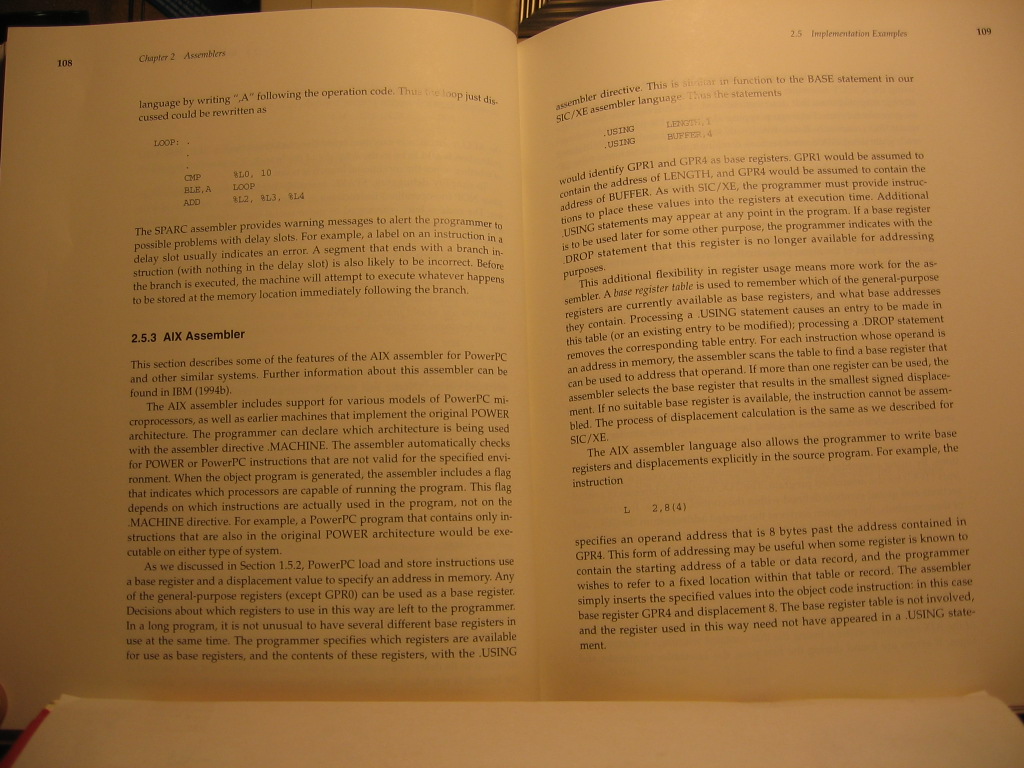 108
Chapter 2 Assemblers
language by writing ",A" following the operation code. Thus the loop just dis-
cussed could be rewritten as
LOOP: .
.
.
CMP %L0, 10
BLE,A LOOP
ADD %L2, %L3, %L4
The SPARC assembler provides warning messages to alert the programmer to
possible problems with delay slots. For example, a label on an instruction in a
delay slot usually indicates an error. A segment that ends with a branch in-
struction (with nothing in the delay slot) is also likely to be incorrect. Before
the branch is executed, the machine will attempt to execute whatever happens
to be stored at the memory location immediately following the branch.
2.5.3 AIX Assembler
This section describes some of the features of the AIX assembler for PowerPC
and other similar systems. Further information about this assembler can be
found in IBM (1994b).
The AIX assembler includes support for various models of PowerPC mi-
croprocessors, as well as earlier machines that implement the original POWER
architecture. The programmer can declare which architecture is being used
with the assembler directive .MACHINE. The assembler automatically checks
for POWER or PowerPC instructions that are not valid for the specified envi-
ronment. When the object program is generated, the assembler includes a flag
that indicates which processors are capable of running the program. This flag
depends on which instructions are actually used in the program, not on the
.MACHINE directive. For example, a PowerPC program that contains only in-
structions that are also in the original POWER architecture would be exe-
cutable on either type of system.
As we discussed in Section 1.5.2, PowerPC load and store instructions use
a base register and a displacement value to specify an address in memory. Any
of the general-purpose registers (except GPR0) can be used as a base register.
Decisions about which registers to use in this way are left to the programmer.
In a long program, it is not unusual to have several different base registers in
use at the same time. The programmer specifies which registers are available
for use as base registers, and the contents of these registers, with the .USING
2.5 Implementation Examples
109
assembler directive. This is similar in function to the BASE statement in our
SIC/XE assembler language. Thus the statements
.USING LENGTH,1
.USING BUFFER,4
would identify GPR1 and GPR4 as base registers. GPR1 would be assumed to
contain the address of LENGTH, and GPR4 would be assumed to contain the
address of BUFFER. As with SIC/XE, the programmer must provide instruc-
tions to place these values into the registers at execution time. Additional
.USING statements may appear at any point in the program. If a base register
is to be used later for some other purpose, the programmer indicates with the
.DROP statement that this register is no longer available for addressing
purposes.
This additional flexibility in register usage means more work for the as-
sembler. A base register table is used to remember which of the general-purpose
registers are currently available as base registers, and what base addresses
they contain. Processing a .USING statement causes an entry to be made in
this table (or an existing entry to be modified); processing a .DROP statement
removes the corresponding table entry. For each instruction whose operand is
an address in memory, the assembler scans the table to find a base register that
can be used to address that operand. If more than one register can be used, the
assembler selects the base register that results in the smallest signed displace-
ment. If no suitable base register is available, the instruction cannot be assem-
bled. The process of displacement calculation is the same as we described for
SIC/XE.
The AIX assembler language also allows the programmer to write base
registers and displacements explicitly in the source program. For example, the
instruction
L 2,8(4)
specifies an operand address that is 8 bytes past the address contained in
GPR4. This form of addressing may be useful when some register is known to
contain the starting address of a table or data record, and the programmer
wishes to refer to a fixed location within that table or record. The assembler
simply inserts the specified values into the object code instruction: in this case
base register GPR4 and displacement 8. The base register table is not involved,
and the register used in this way need not have appeared in a .USING state-
ment.